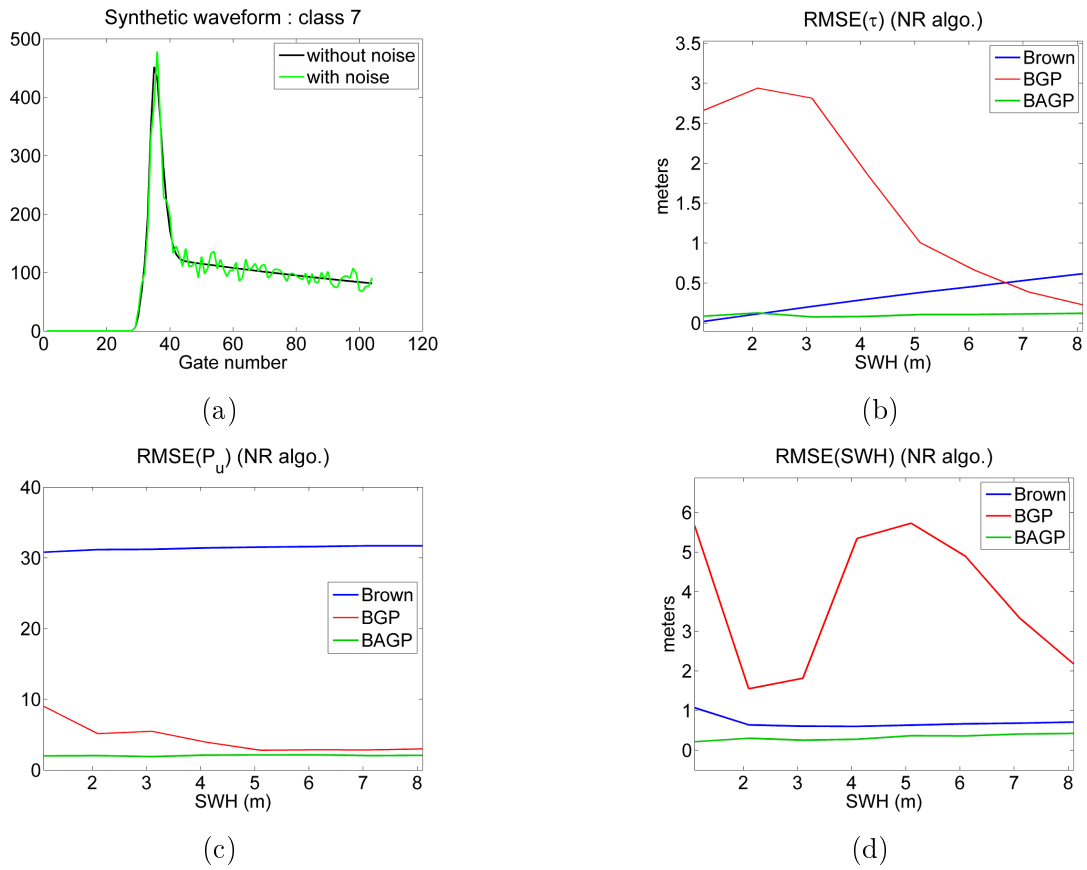 Synthetic waveform : class 7
500
400
300
200
100
0
without noise
with noise
0 20 40 60 80 100 120
Gate number
(a)
RMSE(τ) (NR algo.)
3.5
3
2.5
2
1.5
1
0.5
0
meters
Brown
BGP
BAGP
2 3 4 5 6 7 8
SWH (m)
(b)
RMSE(Pu) (NR algo.)
40
30
20
10
0
Brown
BGP
BAGP
2 3 4 5 6 7 8
SWH (m)
(c)
RMSE(SWH) (NR algo.)
6
5
4
3
2
1
0
meters
Brown
BGP
BAGP
2 3 4 5 6 7 8
SWH (m)
(d)